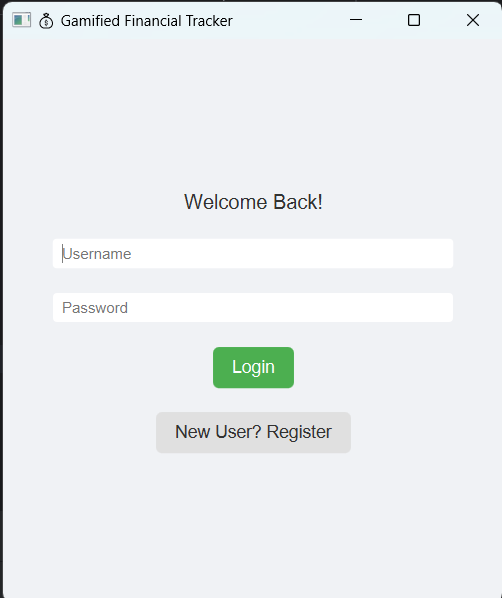 Gamified Financial Tracker
Welcome Back!
Username
Password
Login
New User? Register